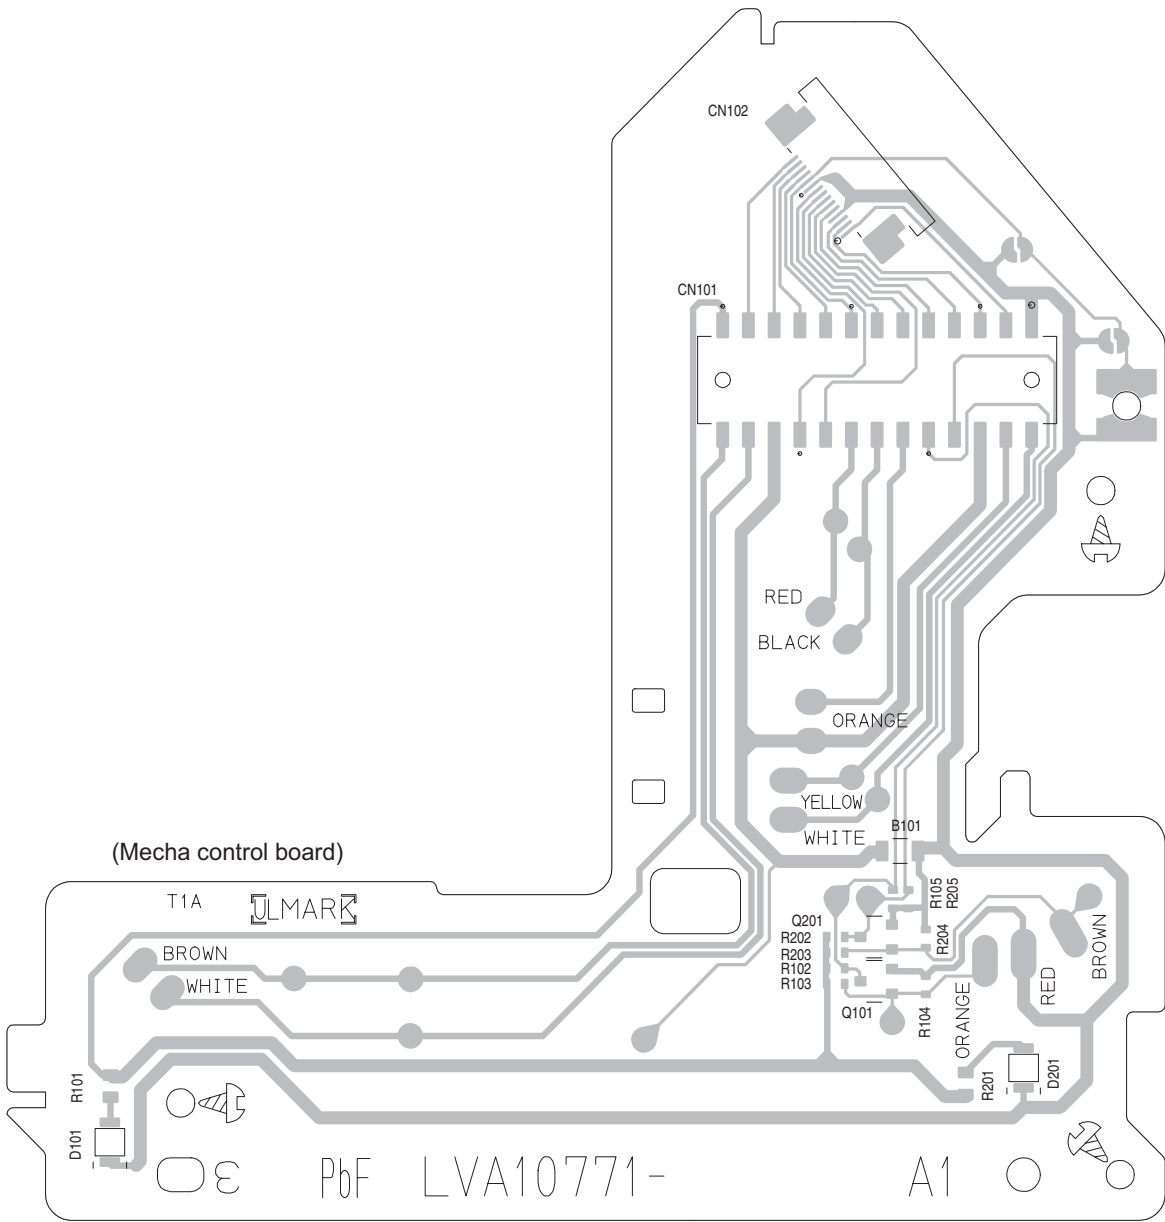 CN102
CN101
RED
BLACK
ORANGE
YELLOW
WHITE
B101
(Mecha control board)
T1A
ULMARK
R105
R205
Q201
R202
R204
BROWN
BROWN
R203
RED
R102
WHITE
R103
ORANGE
Q101
R104
R101
R201
D201
D101
3
PbF
LVA10771-
A1